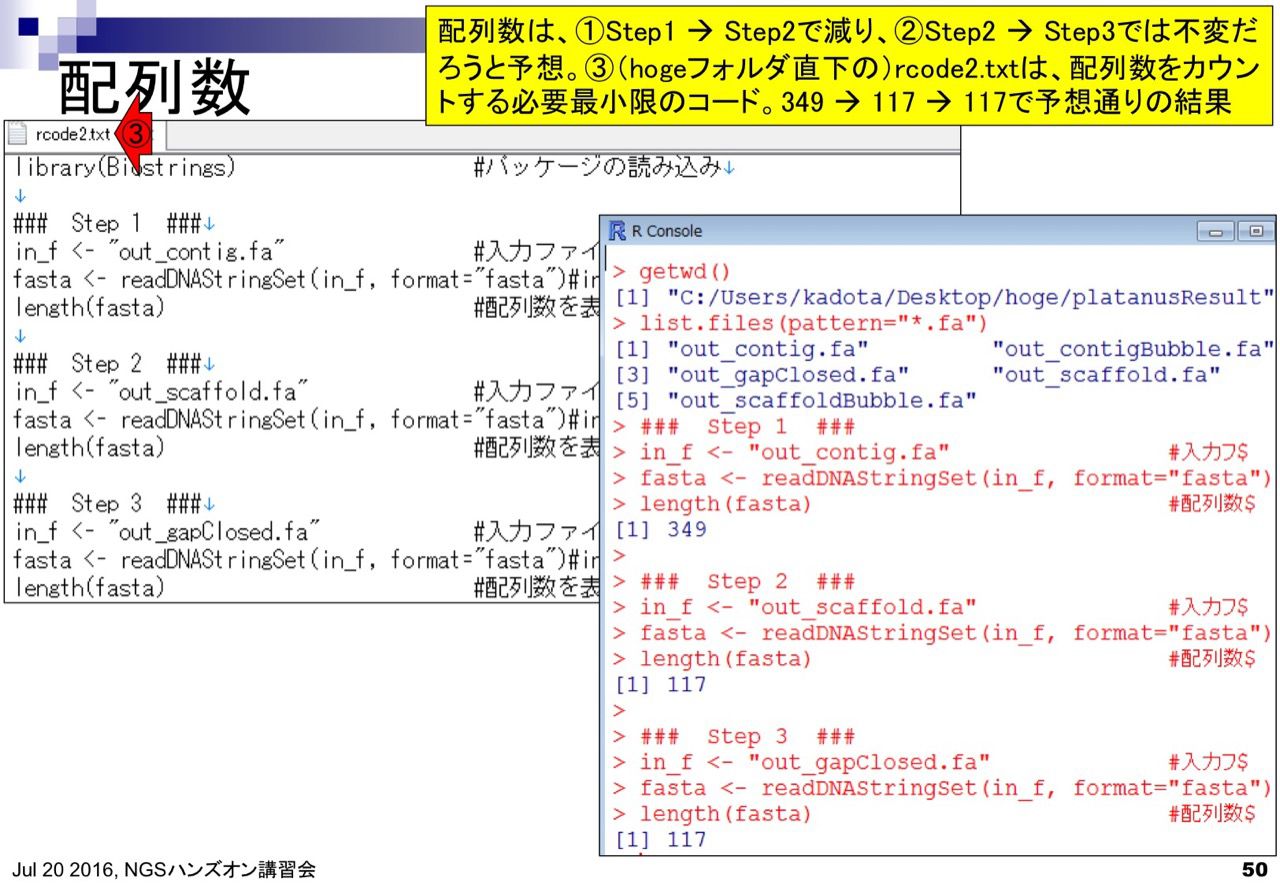 配列数
配列数は、①Step1 → Step2で減り、②Step2 → Step3では不変だ
ろうと予想。③（hogeフォルダ直下の）rcode2.txtは、配列数をカウン
トする必要最小限のコード。349 → 117 → 117で予想通りの結果
rcode2.txt ③
library(Biostrings) #パッケージの読み込み↓
↓
### Step 1 ###↓
in_f <- "out_contig.fa" #入力ファイ
fasta <- readDNAStringSet(in_f, format="fasta")#in
length(fasta) #配列数を表
↓
### Step 2 ###↓
in_f <- "out_scaffold.fa" #入力ファイ
fasta <- readDNAStringSet(in_f, format="fasta")#in
length(fasta) #配列数を表
↓
### Step 3 ###↓
in_f <- "out_gapClosed.fa" #入力ファイ
fasta <- readDNAStringSet(in_f, format="fasta")#in
length(fasta) #配列数を表
R Console
> getwd()
[1] "C:/Users/kadota/Desktop/hoge/platanusResult"
> list.files(pattern="*.fa")
[1] "out_contig.fa" "out_contigBubble.fa"
[3] "out_gapClosed.fa" "out_scaffold.fa"
[5] "out_scaffoldBubble.fa"
> ### Step 1 ###
> in_f <- "out_contig.fa" #入力フ$
> fasta <- readDNAStringSet(in_f, format="fasta")
> length(fasta) #配列数$
[1] 349
>
> ### Step 2 ###
> in_f <- "out_scaffold.fa" #入力フ$
> fasta <- readDNAStringSet(in_f, format="fasta")
> length(fasta) #配列数$
[1] 117
>
> ### Step 3 ###
> in_f <- "out_gapClosed.fa" #入力フ$
> fasta <- readDNAStringSet(in_f, format="fasta")
> length(fasta) #配列数$
[1] 117
Jul 20 2016, NGSハンズオン講習会
50